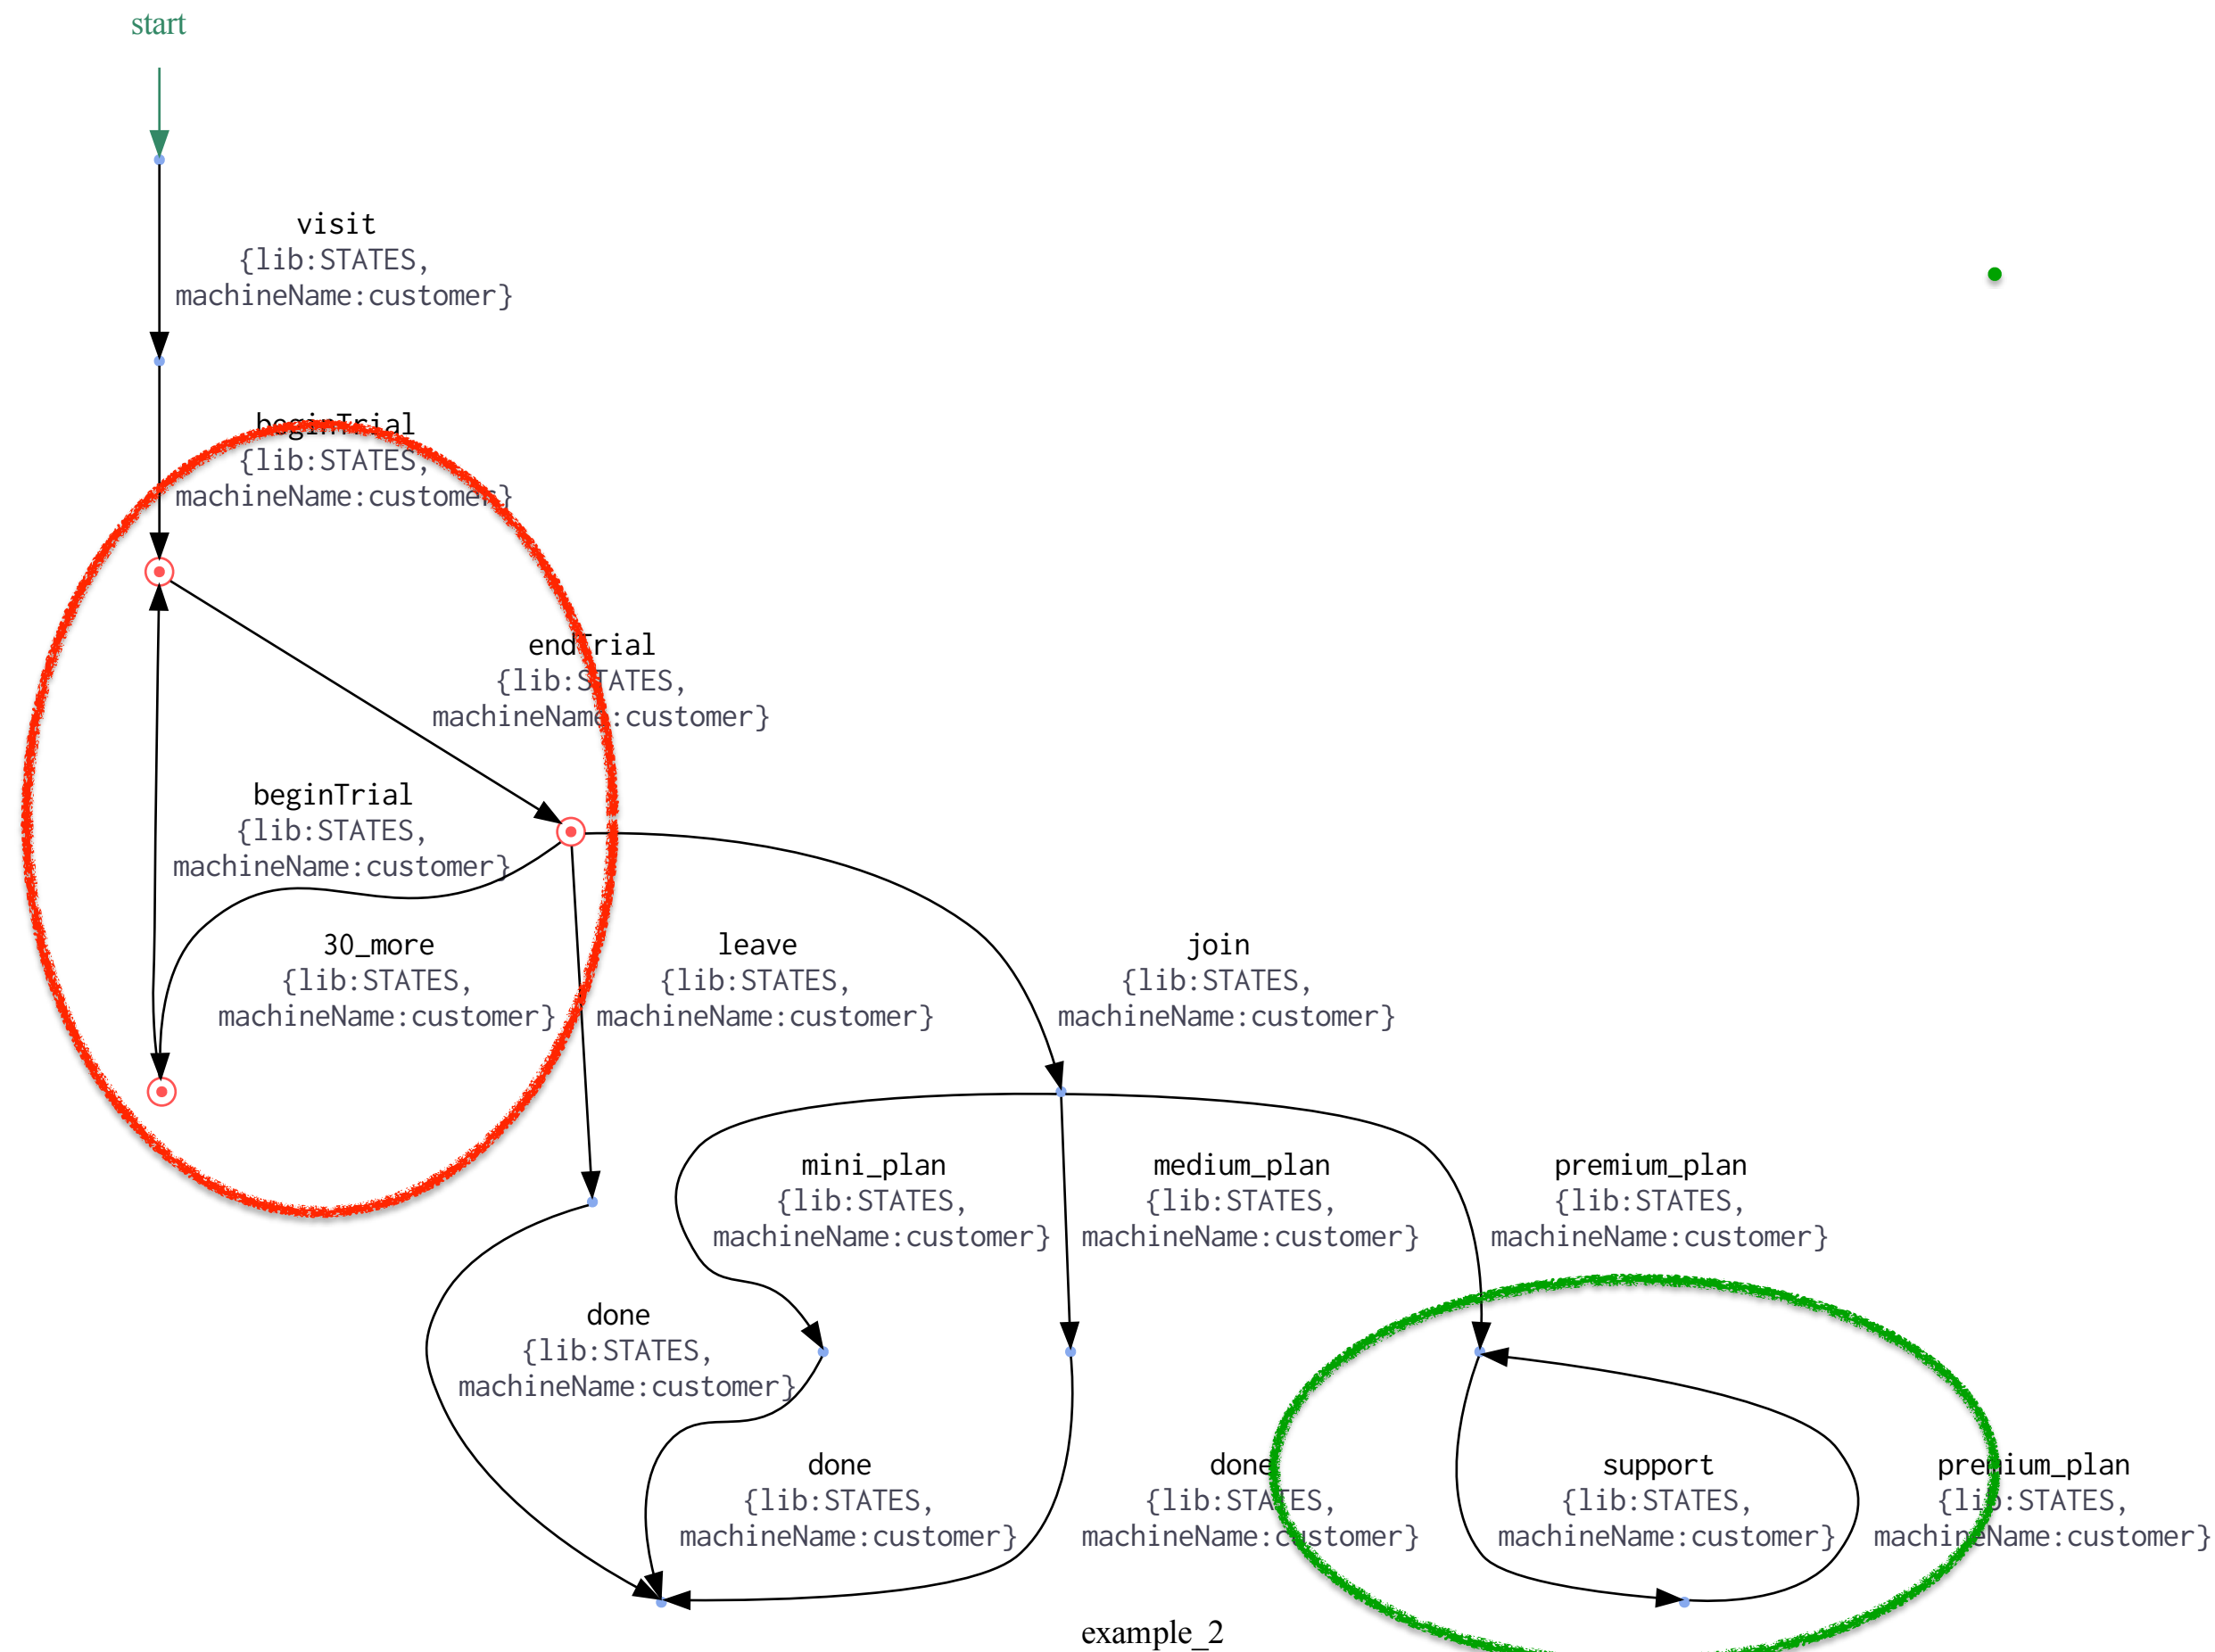 start
visit
{lib:STATES,
machineName:customer}
beginTrial
{lib:STATES,
machineName:customer}
endTrial
{lib:STATES,
machineName:customer}
beginTrial
{lib:STATES,
machineName:customer}
30_more
{lib:STATES,
machineName:customer}
leave
{lib:STATES,
machineName:customer}
join
{lib:STATES,
machineName:customer}
mini_plan
{lib:STATES,
machineName:customer}
medium_plan
{lib:STATES,
machineName:customer}
premium_plan
{lib:STATES,
machineName:customer}
done
{lib:STATES,
machineName:customer}
done
{lib:STATES,
machineName:customer}
done
{lib:STATES,
machineName:customer}
support
{lib:STATES,
machineName:customer}
premium_plan
{lib:STATES,
machineName:customer}
example_2